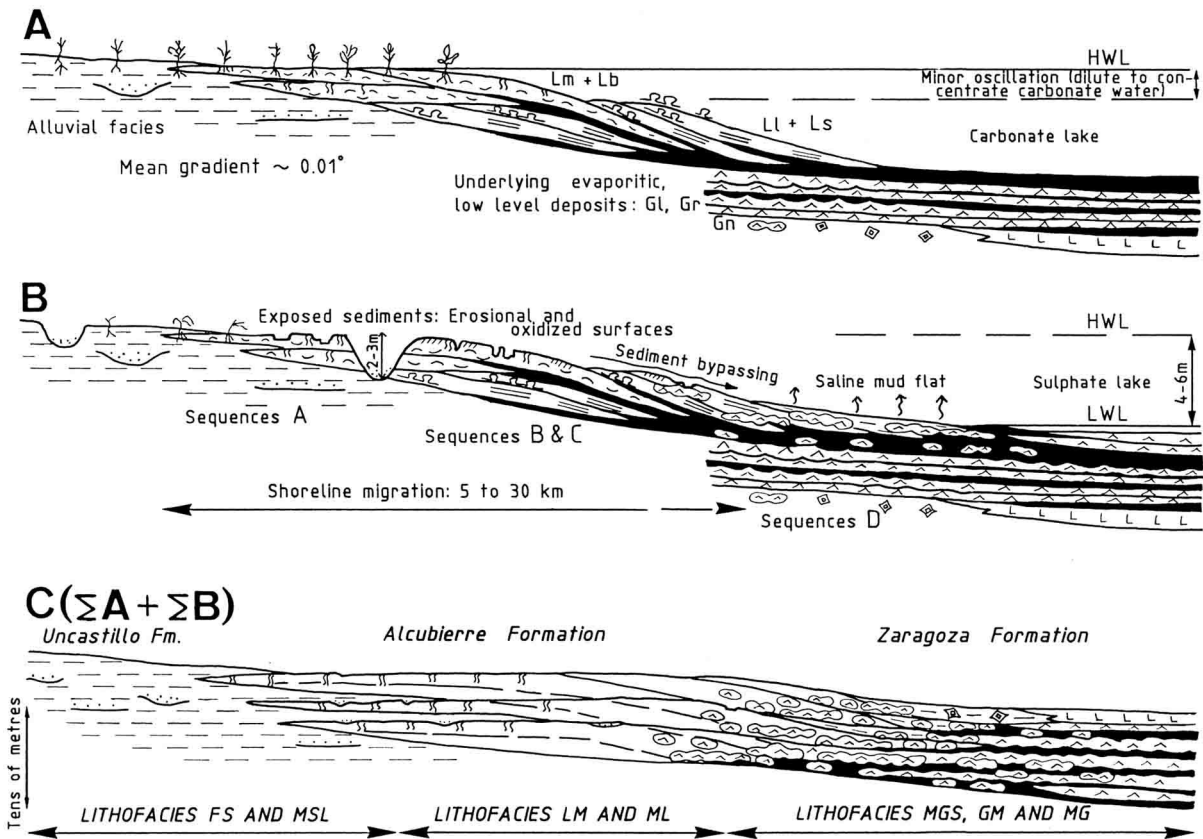 A
HWL
Lm + Lb
Minor oscillation (dilute to con-
centrate carbonate water)
Alluvial facies
Ll + Ls
Carbonate lake
Mean gradient ~ 0.01°
Underlying evaporitic,
low level deposits: Gl, Gr
Gn
L L L L L L L
B
Exposed sediments: Erosional and
oxidized surfaces
HWL
2-3m
Sediment bypassing
Saline mud flat
Sulphate lake
4-6m
LWL
Sequences A
Sequences B & C
Shoreline migration: 5 to 30 km
Sequences D
L L L L L L L
C (ΣA + ΣB)
Uncastillo Fm.
Alcubierre Formation
Zaragoza Formation
L L L L
Tens of metres
LITHOFACIES FS AND MSL
LITHOFACIES LM AND ML
LITHOFACIES MGS, GM AND MG